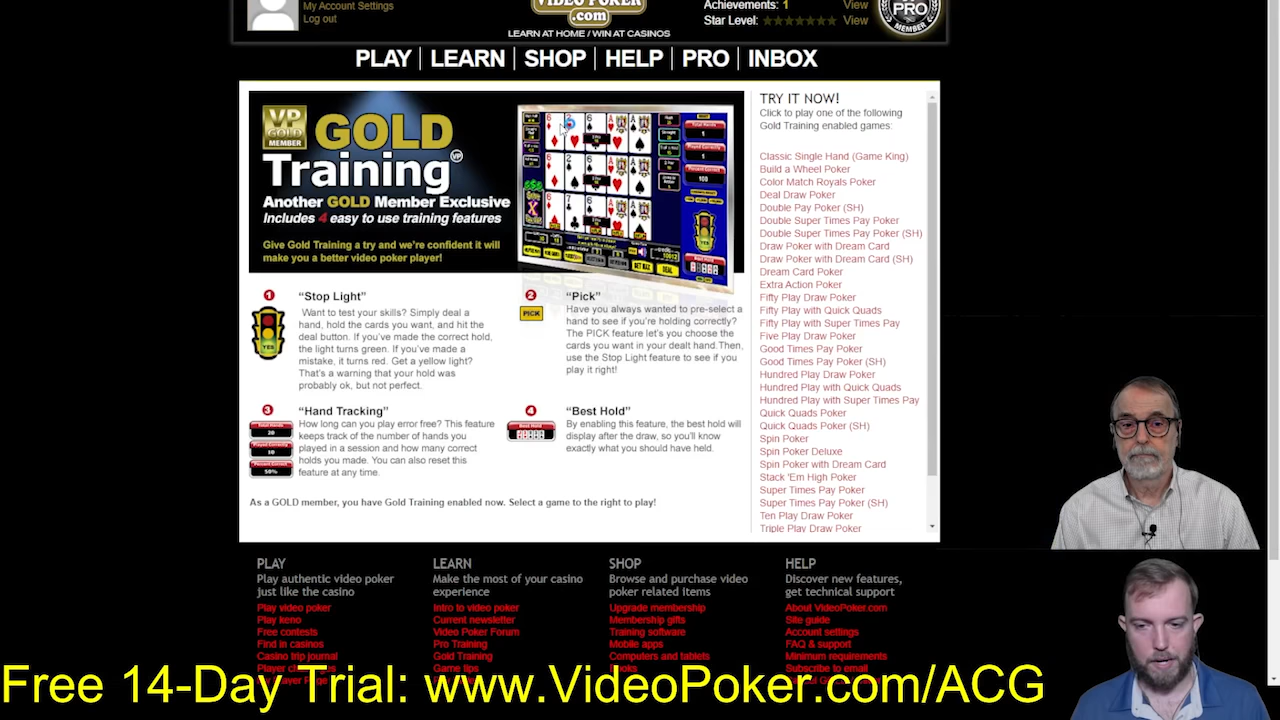 My Account Settings
Log out
VIDEO POKER
.com
LEARN AT HOME / WIN AT CASINOS
Achievements: 1 View
Star Level: View
PRO
MEMBER
PLAY LEARN SHOP HELP PRO INBOX
VP
GOLD
MEMBER
GOLD
Training VP
Another GOLD Member Exclusive
Includes 4 easy to use training features
Give Gold Training a try and we're confident it will
make you a better video poker player!
1
"Stop Light"
Want to test your skills? Simply deal a
hand, hold the cards you want, and hit the
deal button. If you've made the correct hold,
the light turns green. If you've made a
mistake, it turns red. Get a yellow light?
That's a warning that your hold was
probably ok, but not perfect.
YES
2
"Pick"
PICK
Have you always wanted to pre-select a
hand to see if you're holding correctly?
The PICK feature let's you choose the
cards you want in your dealt hand.Then,
use the Stop Light feature to see if you
play it right!
3
"Hand Tracking"
How long can you play error free? This feature
keeps track of the number of hands you
played in a session and how many correct
holds you made. You can also reset this
feature at any time.
Total Hands
20
Played Correctly
10
Percent Correct
50%
4
"Best Hold"
Best Hold
By enabling this feature, the best hold will
display after the draw, so you'll know
exactly what you should have held.
As a GOLD member, you have Gold Training enabled now. Select a game to the right to play!
TRY IT NOW!
Click to play one of the following
Gold Training enabled games:
Classic Single Hand (Game King)
Build a Wheel Poker
Color Match Royals Poker
Deal Draw Poker
Double Pay Poker (SH)
Double Super Times Pay Poker
Double Super Times Pay Poker (SH)
Draw Poker with Dream Card
Draw Poker with Dream Card (SH)
Dream Card Poker
Extra Action Poker
Fifty Play Draw Poker
Fifty Play with Quick Quads
Fifty Play with Super Times Pay
Five Play Draw Poker
Good Times Pay Poker
Good Times Pay Poker (SH)
Hundred Play Draw Poker
Hundred Play with Quick Quads
Hundred Play with Super Times Pay
Quick Quads Poker
Quick Quads Poker (SH)
Spin Poker
Spin Poker Deluxe
Spin Poker with Dream Card
Stack 'Em High Poker
Super Times Pay Poker
Super Times Pay Poker (SH)
Ten Play Draw Poker
Triple Play Draw Poker
PLAY
Play authentic video poker
just like the casino
Play video poker
Play keno
Free contests
Find in casinos
Casino trip journal
LEARN
Make the most of your casino
experience
Intro to video poker
Current newsletter
Video Poker Forum
Pro Training
Gold Training
Game tips
SHOP
Browse and purchase video
poker related items
Upgrade membership
Membership gifts
Training software
Mobile apps
Computers and tablets
HELP
Discover new features,
get technical support
About VideoPoker.com
Site guide
Account settings
FAQ & support
Minimum requirements
Subscribe to email
Free 14-Day Trial: www.VideoPoker.com/ACG